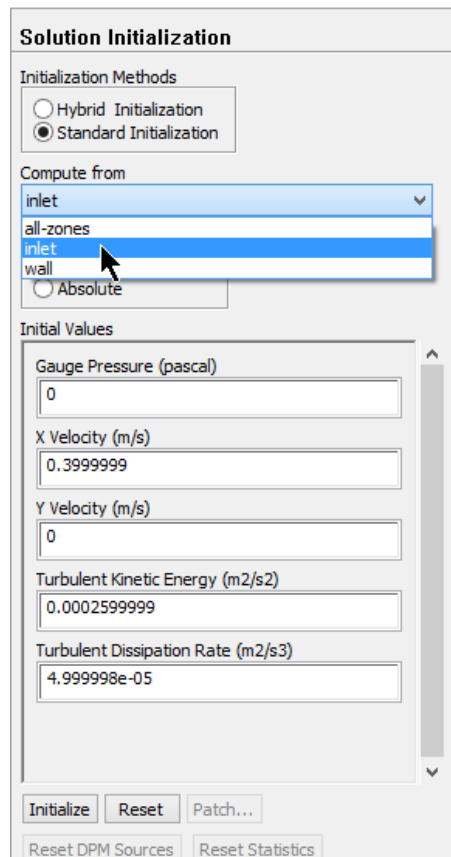 Solution Initialization
Initialization Methods
Hybrid Initialization
Standard Initialization
Compute from
inlet
all-zones
inlet
wall
Absolute
Initial Values
Gauge Pressure (pascal)
0
X Velocity (m/s)
0.3999999
Y Velocity (m/s)
0
Turbulent Kinetic Energy (m2/s2)
0.0002599999
Turbulent Dissipation Rate (m2/s3)
4.999998e-05
Initialize Reset Patch...
Reset DPM Sources Reset Statistics